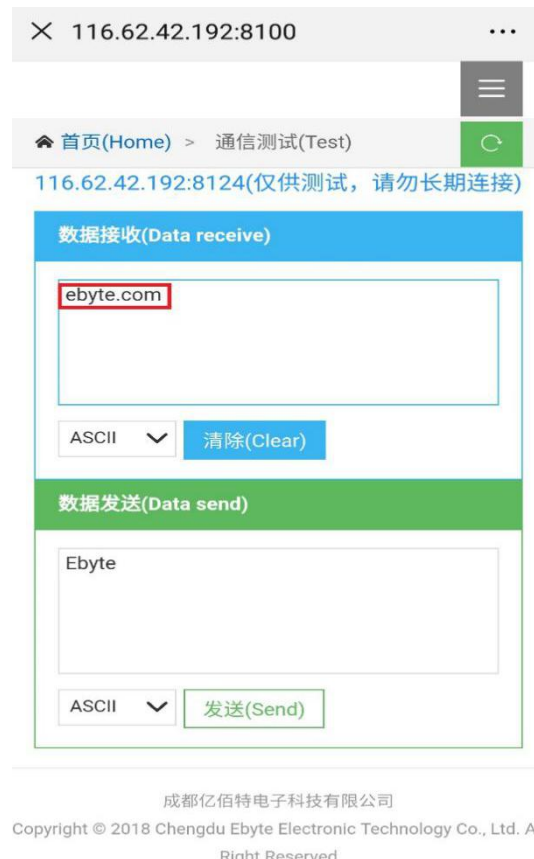 116.62.42.192:8100
首页(Home) > 通信测试(Test)
116.62.42.192:8124(仅供测试，请勿长期连接)
数据接收(Data receive)
ebyte.com
ASCII
清除(Clear)
数据发送(Data send)
Ebyte
ASCII
发送(Send)
成都亿佰特电子科技有限公司
Copyright © 2018 Chengdu Ebyte Electronic Technology Co., Ltd. A
Right Reserved